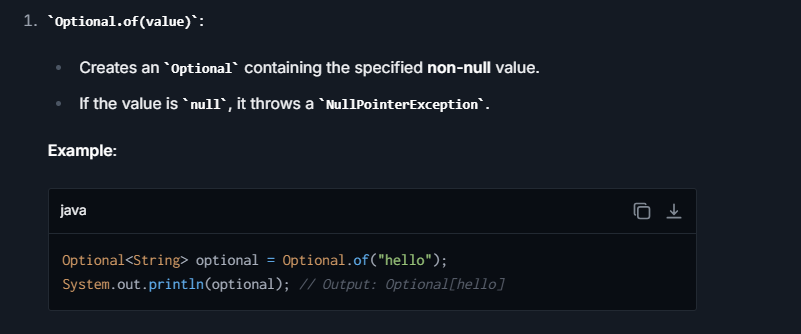 1. `Optional.of(value)`:
• Creates an `Optional` containing the specified non-null value.
• If the value is `null`, it throws a `NullPointerException`.
Example:
java
Optional<String> optional = Optional.of("hello");
System.out.println(optional); // Output: Optional[hello]